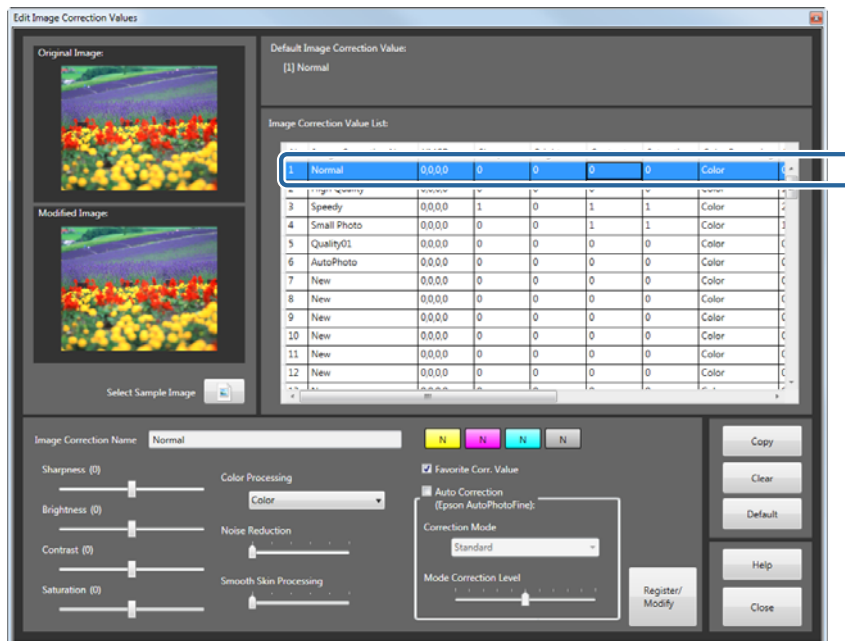 Edit Image Correction Values
Original Image:
Default Image Correction Value:
[1] Normal
Image Correction Value List:
1 Normal 0,0,0,0 0 0 0 0 Color
2 High Quality
3 Speedy 0,0,0,0 1 0 1 1 Color
4 Small Photo 0,0,0,0 0 0 1 1 Color
5 Quality01 0,0,0,0 0 0 0 0 Color
6 AutoPhoto 0,0,0,0 0 0 0 0 Color
7 New 0,0,0,0 0 0 0 0 Color
8 New 0,0,0,0 0 0 0 0 Color
9 New 0,0,0,0 0 0 0 0 Color
10 New 0,0,0,0 0 0 0 0 Color
11 New 0,0,0,0 0 0 0 0 Color
12 New 0,0,0,0 0 0 0 0 Color
Modified Image:
Select Sample Image
Image Correction Name Normal
N N N N
Sharpness (0)
Brightness (0)
Contrast (0)
Saturation (0)
Color Processing
Color
Noise Reduction
Smooth Skin Processing
Favorite Corr. Value
Auto Correction
(Epson AutoPhotoFine):
Correction Mode
Standard
Mode Correction Level
Register/
Modify
Copy
Clear
Default
Help
Close